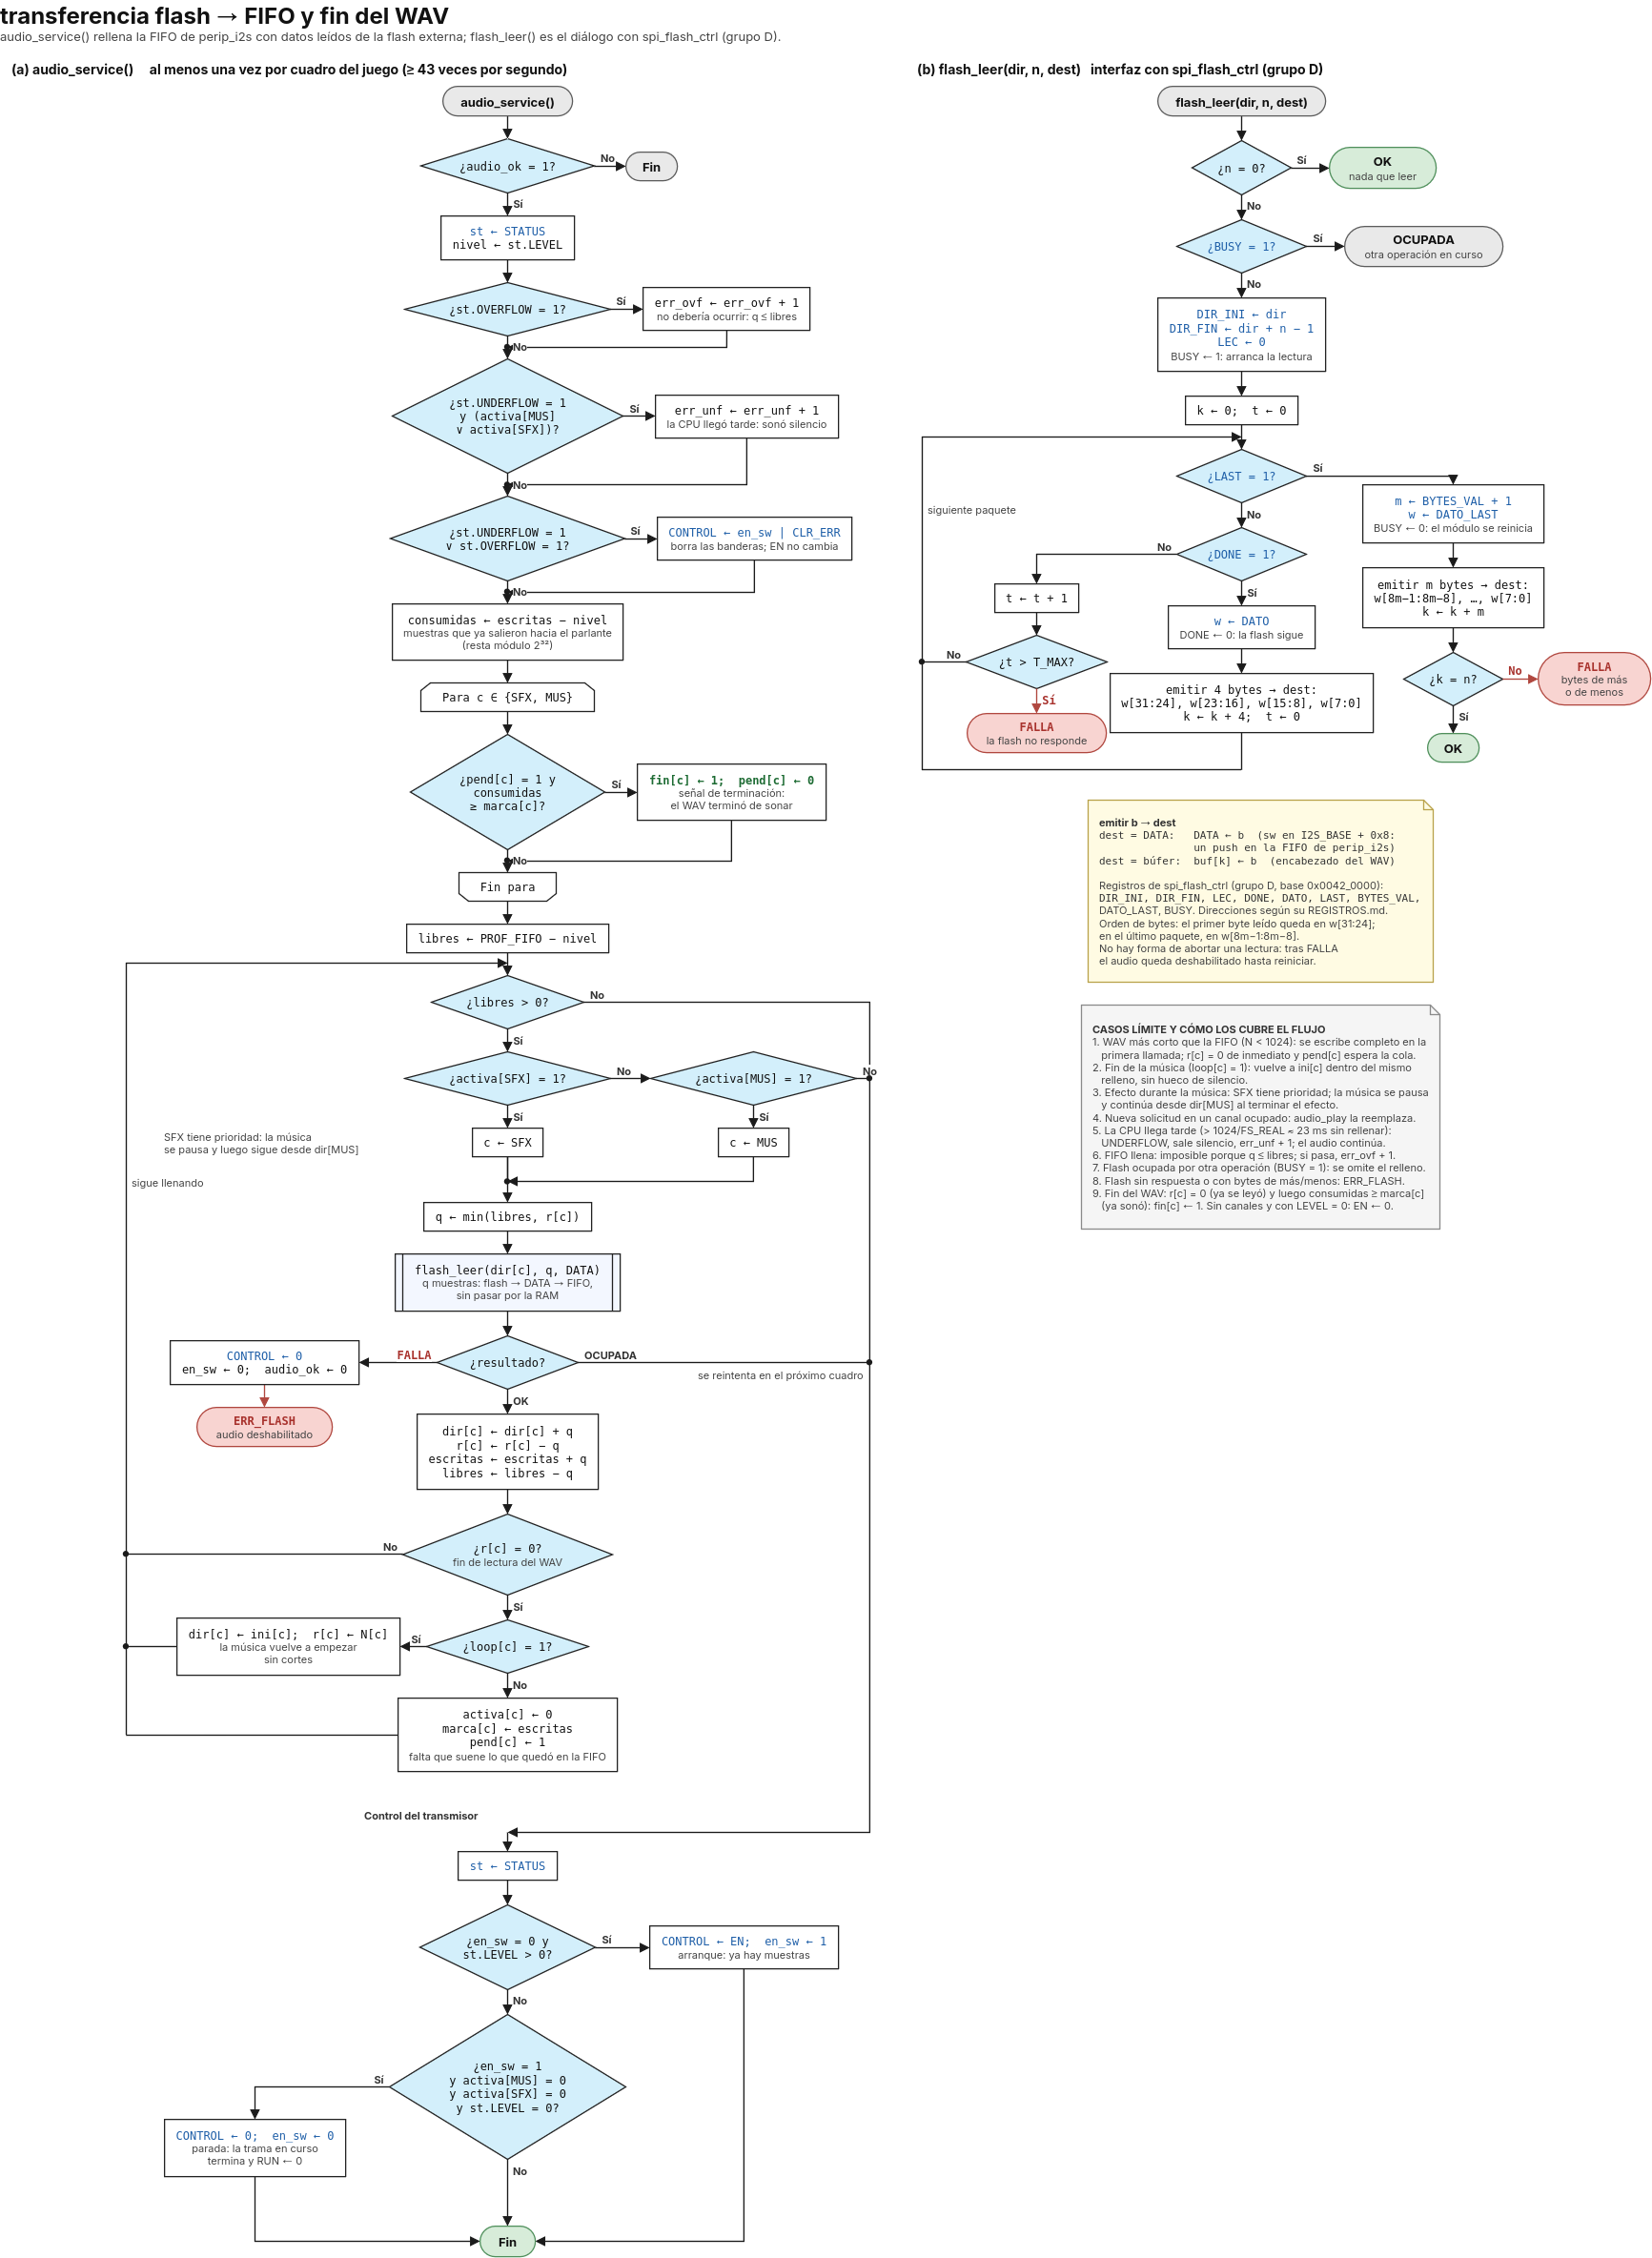 transferencia flash → FIFO y fin del WAV
audio_service() rellena la FIFO de perip_i2s con datos leídos de la flash externa; flash_leer() es el diálogo con spi_flash_ctrl (grupo D).
(a) audio_service() al menos una vez por cuadro del juego (≥ 43 veces por segundo)
audio_service()
¿audio_ok = 1?
No
Fin
Sí
st ← STATUS
nivel ← st.LEVEL
¿st.OVERFLOW = 1?
Sí
err_ovf ← err_ovf + 1
no debería ocurrir: q ≤ libres
No
¿st.UNDERFLOW = 1
y (activa[MUS]
∨ activa[SFX])?
Sí
err_unf ← err_unf + 1
la CPU llegó tarde: sonó silencio
No
¿st.UNDERFLOW = 1
∨ st.OVERFLOW = 1?
Sí
CONTROL ← en_sw | CLR_ERR
borra las banderas; EN no cambia
No
consumidas ← escritas − nivel
muestras que ya salieron hacia el parlante
(resta módulo 2³²)
Para c ∈ {SFX, MUS}
¿pend[c] = 1 y
consumidas
≥ marca[c]?
Sí
fin[c] ← 1; pend[c] ← 0
señal de terminación:
el WAV terminó de sonar
No
Fin para
libres ← PROF_FIFO − nivel
¿libres > 0?
No
Sí
¿activa[SFX] = 1?
No
¿activa[MUS] = 1?
No
Sí
Sí
c ← SFX
c ← MUS
SFX tiene prioridad: la música
se pausa y luego sigue desde dir[MUS]
sigue llenando
q ← min(libres, r[c])
flash_leer(dir[c], q, DATA)
q muestras: flash → DATA → FIFO,
sin pasar por la RAM
¿resultado?
FALLA
OCUPADA
se reintenta en el próximo cuadro
CONTROL ← 0
en_sw ← 0; audio_ok ← 0
ERR_FLASH
audio deshabilitado
OK
dir[c] ← dir[c] + q
r[c] ← r[c] − q
escritas ← escritas + q
libres ← libres − q
¿r[c] = 0?
fin de lectura del WAV
No
Sí
¿loop[c] = 1?
Sí
dir[c] ← ini[c]; r[c] ← N[c]
la música vuelve a empezar
sin cortes
No
activa[c] ← 0
marca[c] ← escritas
pend[c] ← 1
falta que suene lo que quedó en la FIFO
Control del transmisor
st ← STATUS
¿en_sw = 0 y
st.LEVEL > 0?
Sí
CONTROL ← EN; en_sw ← 1
arranque: ya hay muestras
No
¿en_sw = 1
y activa[MUS] = 0
y activa[SFX] = 0
y st.LEVEL = 0?
Sí
CONTROL ← 0; en_sw ← 0
parada: la trama en curso
termina y RUN ← 0
No
Fin
(b) flash_leer(dir, n, dest) interfaz con spi_flash_ctrl (grupo D)
flash_leer(dir, n, dest)
¿n = 0?
Sí
OK
nada que leer
No
¿BUSY = 1?
Sí
OCUPADA
otra operación en curso
No
DIR_INI ← dir
DIR_FIN ← dir + n − 1
LEC ← 0
BUSY ← 1: arranca la lectura
k ← 0; t ← 0
¿LAST = 1?
Sí
siguiente paquete
No
m ← BYTES_VAL + 1
w ← DATO_LAST
BUSY ← 0: el módulo se reinicia
¿DONE = 1?
No
Sí
t ← t + 1
w ← DATO
DONE ← 0: la flash sigue
emitir m bytes → dest:
w[8m−1:8m−8], …, w[7:0]
k ← k + m
¿t > T_MAX?
No
Sí
FALLA
la flash no responde
emitir 4 bytes → dest:
w[31:24], w[23:16], w[15:8], w[7:0]
k ← k + 4; t ← 0
¿k = n?
No
FALLA
bytes de más
o de menos
Sí
OK
emitir b → dest
dest = DATA: DATA ← b (sw en I2S_BASE + 0x8:
un push en la FIFO de perip_i2s)
dest = búfer: buf[k] ← b (encabezado del WAV)
Registros de spi_flash_ctrl (grupo D, base 0x0042_0000):
DIR_INI, DIR_FIN, LEC, DONE, DATO, LAST, BYTES_VAL,
DATO_LAST, BUSY. Direcciones según su REGISTROS.md.
Orden de bytes: el primer byte leído queda en w[31:24];
en el último paquete, en w[8m−1:8m−8].
No hay forma de abortar una lectura: tras FALLA
el audio queda deshabilitado hasta reiniciar.
CASOS LÍMITE Y CÓMO LOS CUBRE EL FLUJO
1. WAV más corto que la FIFO (N < 1024): se escribe completo en la
primera llamada; r[c] = 0 de inmediato y pend[c] espera la cola.
2. Fin de la música (loop[c] = 1): vuelve a ini[c] dentro del mismo
relleno, sin hueco de silencio.
3. Efecto durante la música: SFX tiene prioridad; la música se pausa
y continúa desde dir[MUS] al terminar el efecto.
4. Nueva solicitud en un canal ocupado: audio_play la reemplaza.
5. La CPU llega tarde (> 1024/FS_REAL ≈ 23 ms sin rellenar):
UNDERFLOW, sale silencio, err_unf + 1; el audio continúa.
6. FIFO llena: imposible porque q ≤ libres; si pasa, err_ovf + 1.
7. Flash ocupada por otra operación (BUSY = 1): se omite el relleno.
8. Flash sin respuesta o con bytes de más/menos: ERR_FLASH.
9. Fin del WAV: r[c] = 0 (ya se leyó) y luego consumidas ≥ marca[c]
(ya sonó): fin[c] ← 1. Sin canales y con LEVEL = 0: EN ← 0.